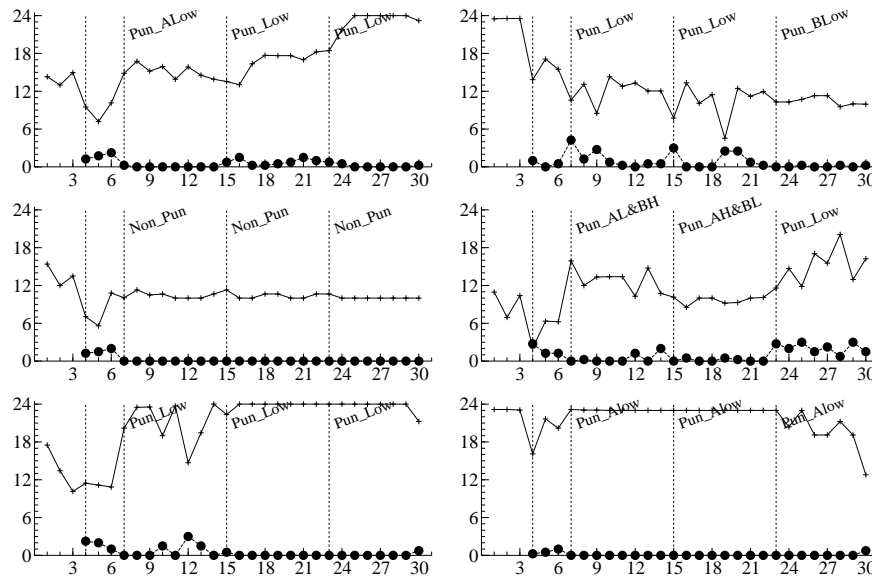 24 Pun_ALow Pun_Low Pun_Low
18
12
6
0
3 6 9 12 15 18 21 24 27 30
24 Pun_Low Pun_Low Pun_BLow
18
12
6
0
3 6 9 12 15 18 21 24 27 30
24 Non_Pun Non_Pun Non_Pun
18
12
6
0
3 6 9 12 15 18 21 24 27 30
24 Pun_AL&BH Pun_AH&BL Pun_Low
18
12
6
0
3 6 9 12 15 18 21 24 27 30
24 Pun_Low Pun_Low Pun_Low
18
12
6
0
3 6 9 12 15 18 21 24 27 30
24 Pun_Alow Pun_Alow Pun_Alow
18
12
6
0
3 6 9 12 15 18 21 24 27 30